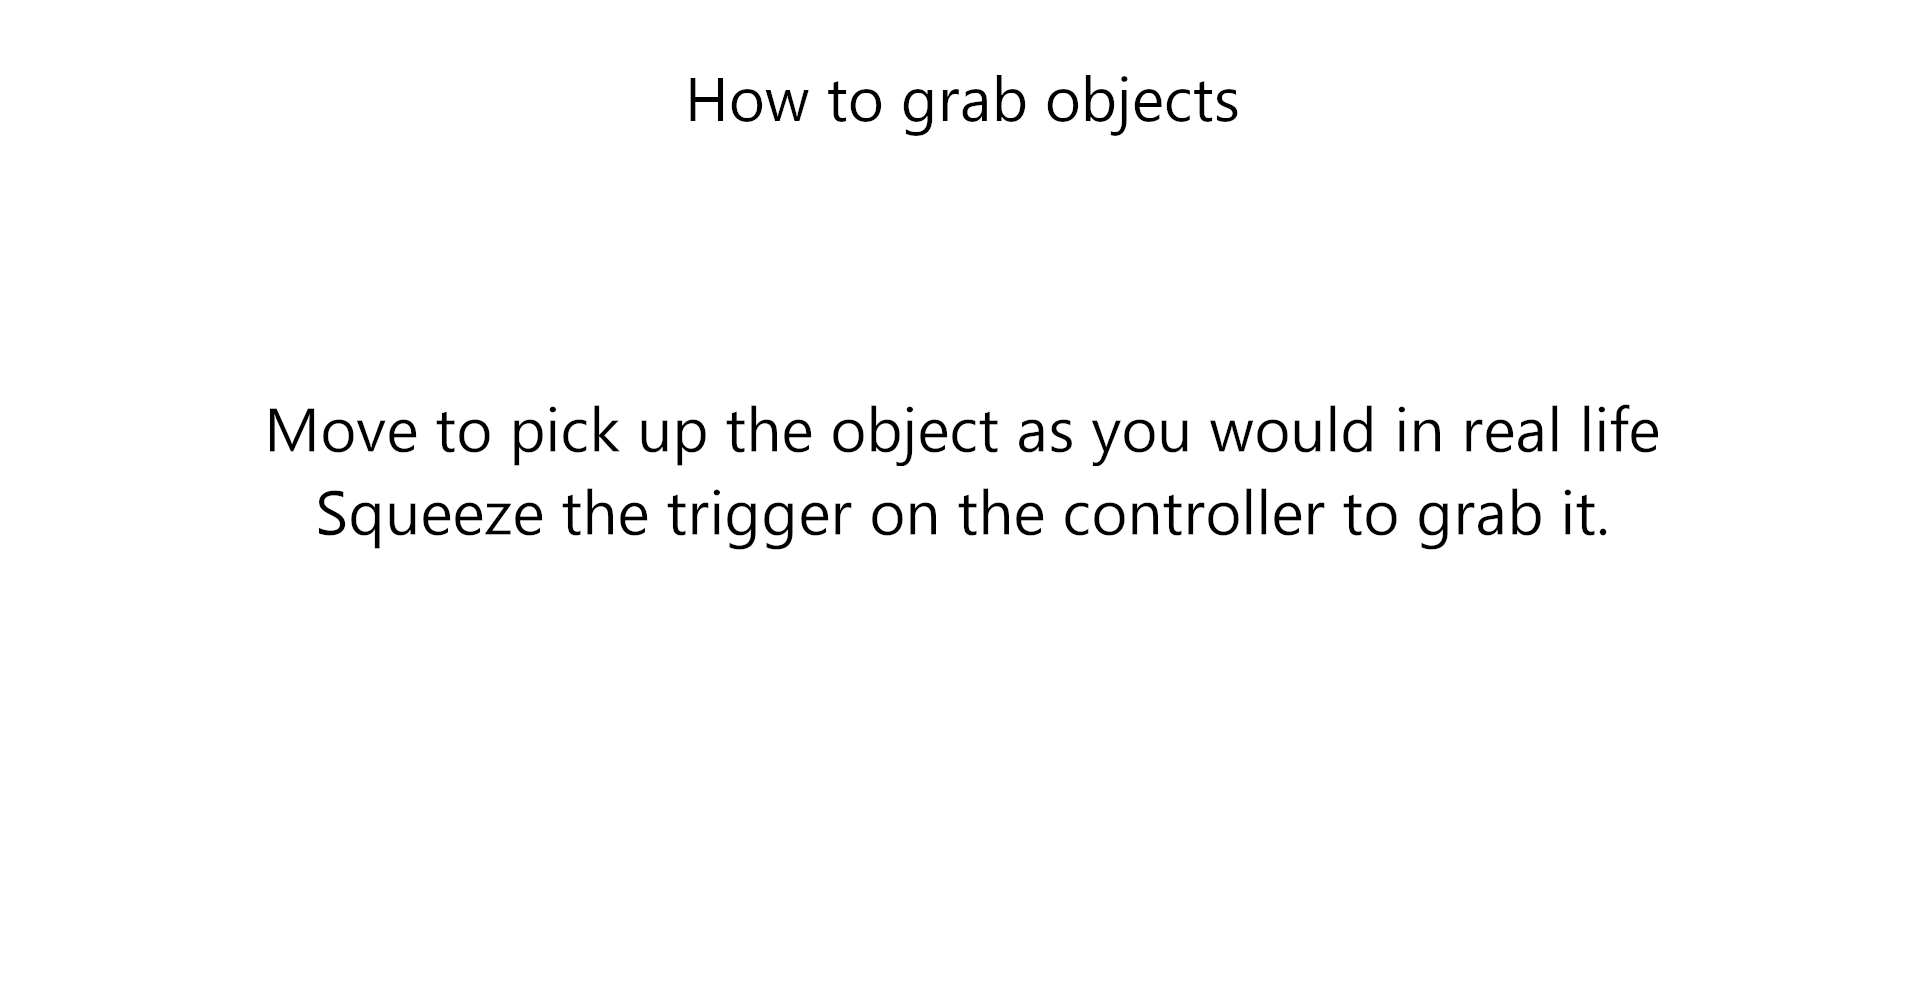 How to grab objects
Move to pick up the object as you would in real life
Squeeze the trigger on the controller to grab it.